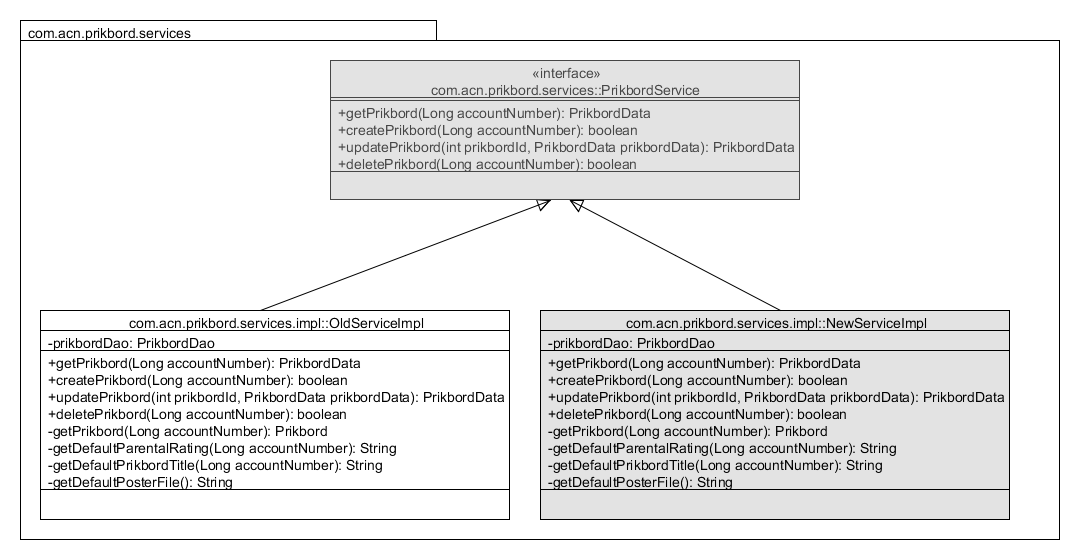 com.acn.prikbord.services
«interface»
com.acn.prikbord.services::PrikbordService
+getPrikbord(Long accountNumber): PrikbordData
+createPrikbord(Long accountNumber): boolean
+updatePrikbord(int prikbordId, PrikbordData prikbordData): PrikbordData
+deletePrikbord(Long accountNumber): boolean
com.acn.prikbord.services.impl::OldServiceImpl
-prikbordDao: PrikbordDao
+getPrikbord(Long accountNumber): PrikbordData
+createPrikbord(Long accountNumber): boolean
+updatePrikbord(int prikbordId, PrikbordData prikbordData): PrikbordData
+deletePrikbord(Long accountNumber): boolean
-getPrikbord(Long accountNumber): Prikbord
-getDefaultParentalRating(Long accountNumber): String
-getDefaultPrikbordTitle(Long accountNumber): String
-getDefaultPosterFile(): String
com.acn.prikbord.services.impl::NewServiceImpl
-prikbordDao: PrikbordDao
+getPrikbord(Long accountNumber): PrikbordData
+createPrikbord(Long accountNumber): boolean
+updatePrikbord(int prikbordId, PrikbordData prikbordData): PrikbordData
+deletePrikbord(Long accountNumber): boolean
-getPrikbord(Long accountNumber): Prikbord
-getDefaultParentalRating(Long accountNumber): String
-getDefaultPrikbordTitle(Long accountNumber): String
-getDefaultPosterFile(): String